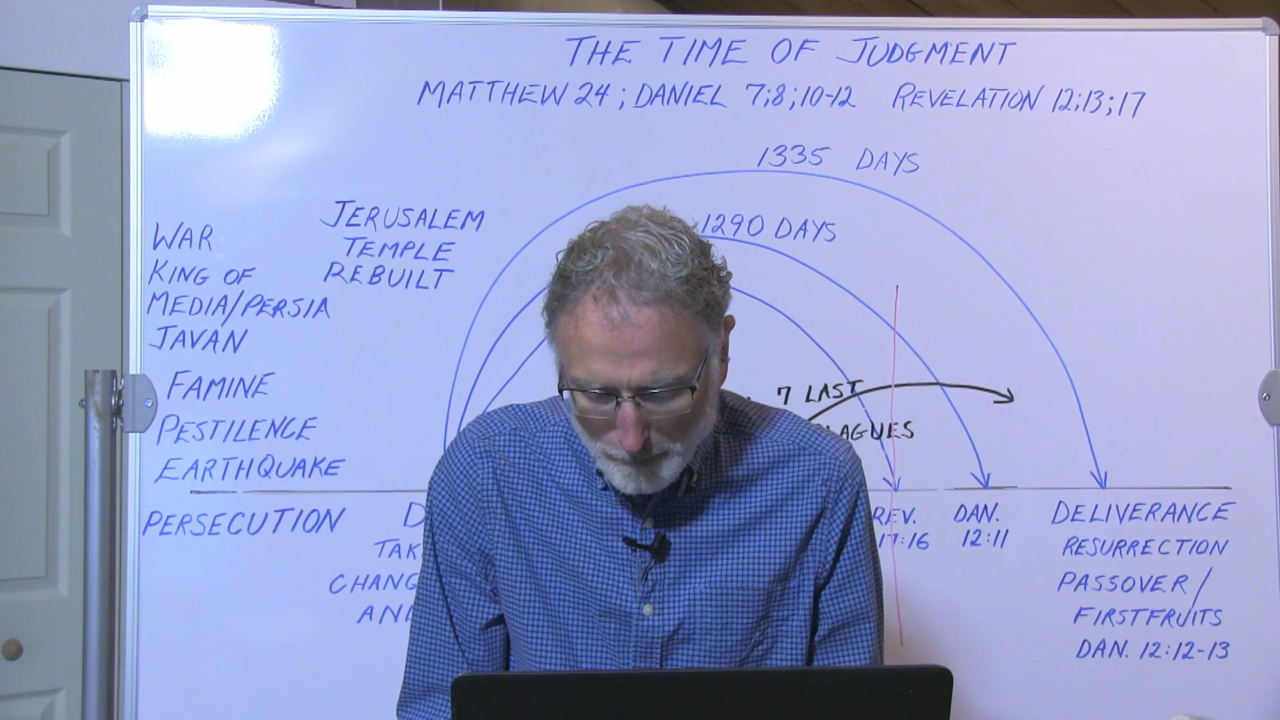 THE TIME OF JUDGMENT
MATTHEW 24; DANIEL 7;8;10-12 REVELATION 12;13;17
1335 DAYS
1290 DAYS
JERUSALEM
TEMPLE
REBUILT
WAR
KING OF
MEDIA/PERSIA
JAVAN
FAMINE
PESTILENCE
EARTHQUAKE
PERSECUTION
7 LAST
REV.
17:16
DAN.
12:11
DELIVERANCE
RESURRECTION
PASSOVER/
FIRSTFRUITS
DAN. 12:12-13